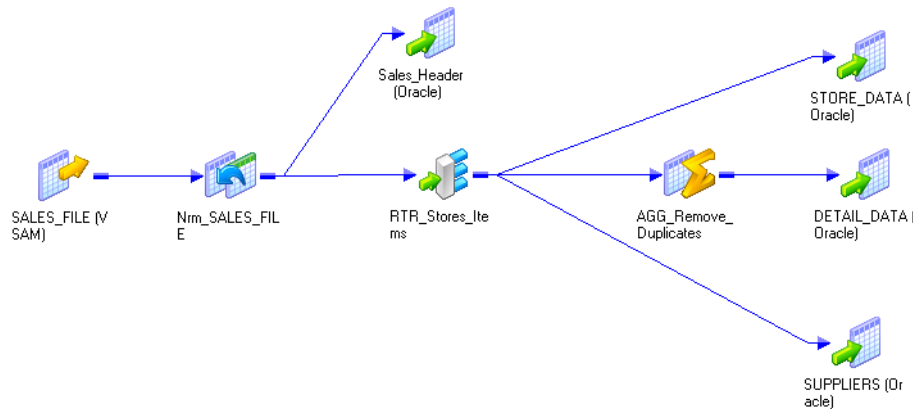 Sales_Header
(Oracle)
STORE_DATA (
Oracle)
SALES_FILE (V
SAM)
Nrm_SALES_FIL
E
RTR_Stores_Ite
ms
AGG_Remove_
Duplicates
DETAIL_DATA (
Oracle)
SUPPLIERS (Or
acle)